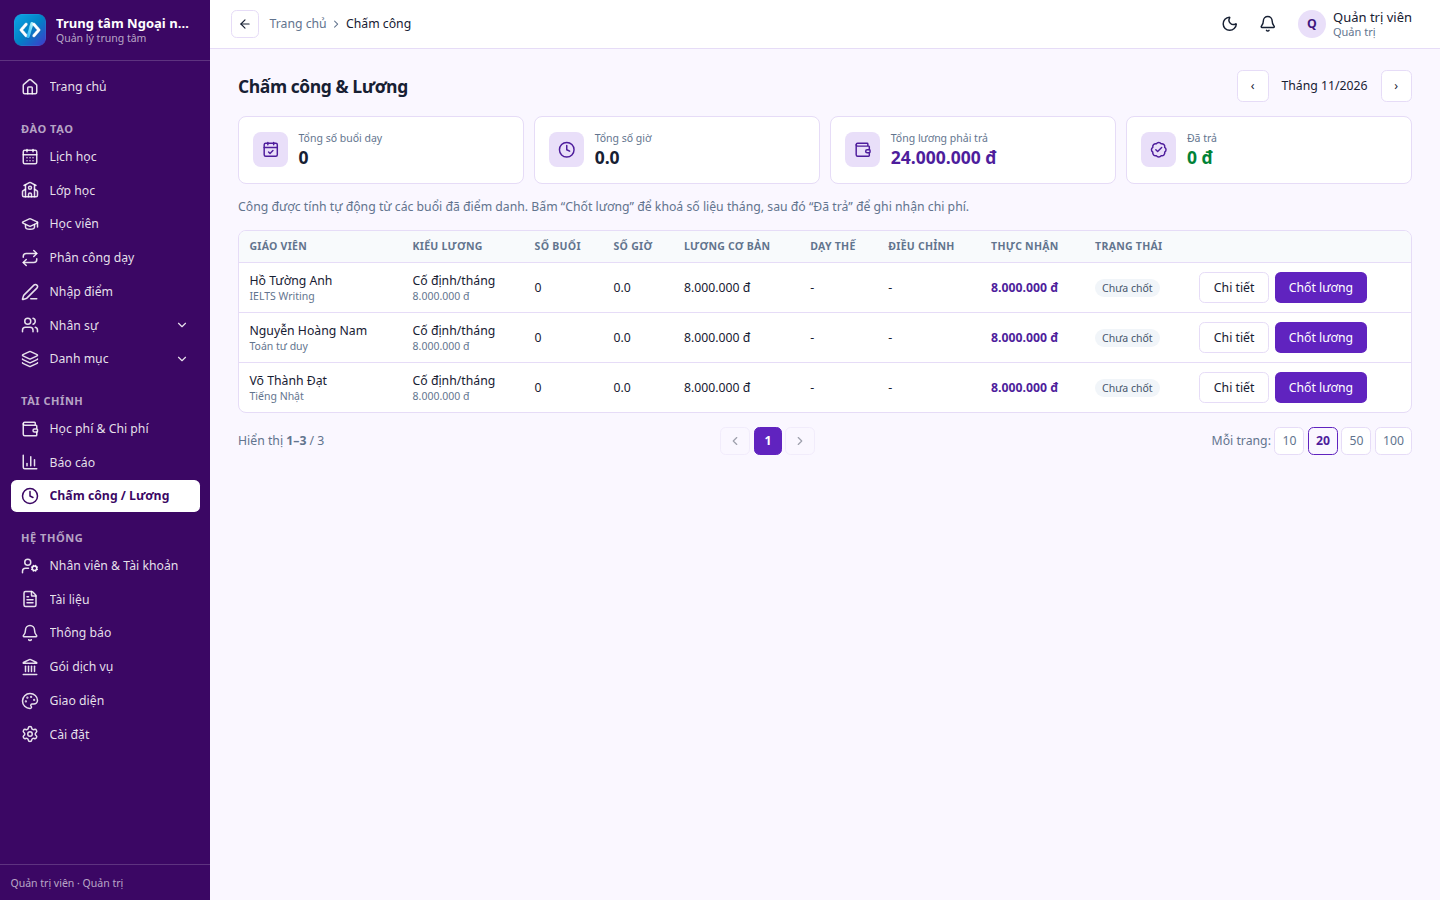 Trung tâm Ngoại n...
Quản lý trung tâm
Trang chủ
ĐÀO TẠO
Lịch học
Lớp học
Học viên
Phân công dạy
Nhập điểm
Nhân sự
Danh mục
TÀI CHÍNH
Học phí & Chi phí
Báo cáo
Chấm công / Lương
HỆ THỐNG
Nhân viên & Tài khoản
Tài liệu
Thông báo
Gói dịch vụ
Giao diện
Cài đặt
Quản trị viên · Quản trị
Trang chủ Chấm công
Q
Quản trị viên
Quản trị
Chấm công & Lương
‹ Tháng 11/2026 ›
Tổng số buổi dạy
0
Tổng số giờ
0.0
Tổng lương phải trả
24.000.000 đ
Đã trả
0 đ
Công được tính tự động từ các buổi đã điểm danh. Bấm “Chốt lương” để khoá số liệu tháng, sau đó “Đã trả” để ghi nhận chi phí.
GIÁO VIÊN KIỂU LƯƠNG SỐ BUỔI SỐ GIỜ LƯƠNG CƠ BẢN DẠY THẾ ĐIỀU CHỈNH THỰC NHẬN TRẠNG THÁI
Hồ Tường Anh Cố định/tháng 0 0.0 8.000.000 đ - - 8.000.000 đ Chưa chốt Chi tiết Chốt lương
IELTS Writing 8.000.000 đ
Nguyễn Hoàng Nam Cố định/tháng 0 0.0 8.000.000 đ - - 8.000.000 đ Chưa chốt Chi tiết Chốt lương
Toán tư duy 8.000.000 đ
Võ Thành Đạt Cố định/tháng 0 0.0 8.000.000 đ - - 8.000.000 đ Chưa chốt Chi tiết Chốt lương
Tiếng Nhật 8.000.000 đ
Hiển thị 1–3 / 3
1
Mỗi trang: 10 20 50 100